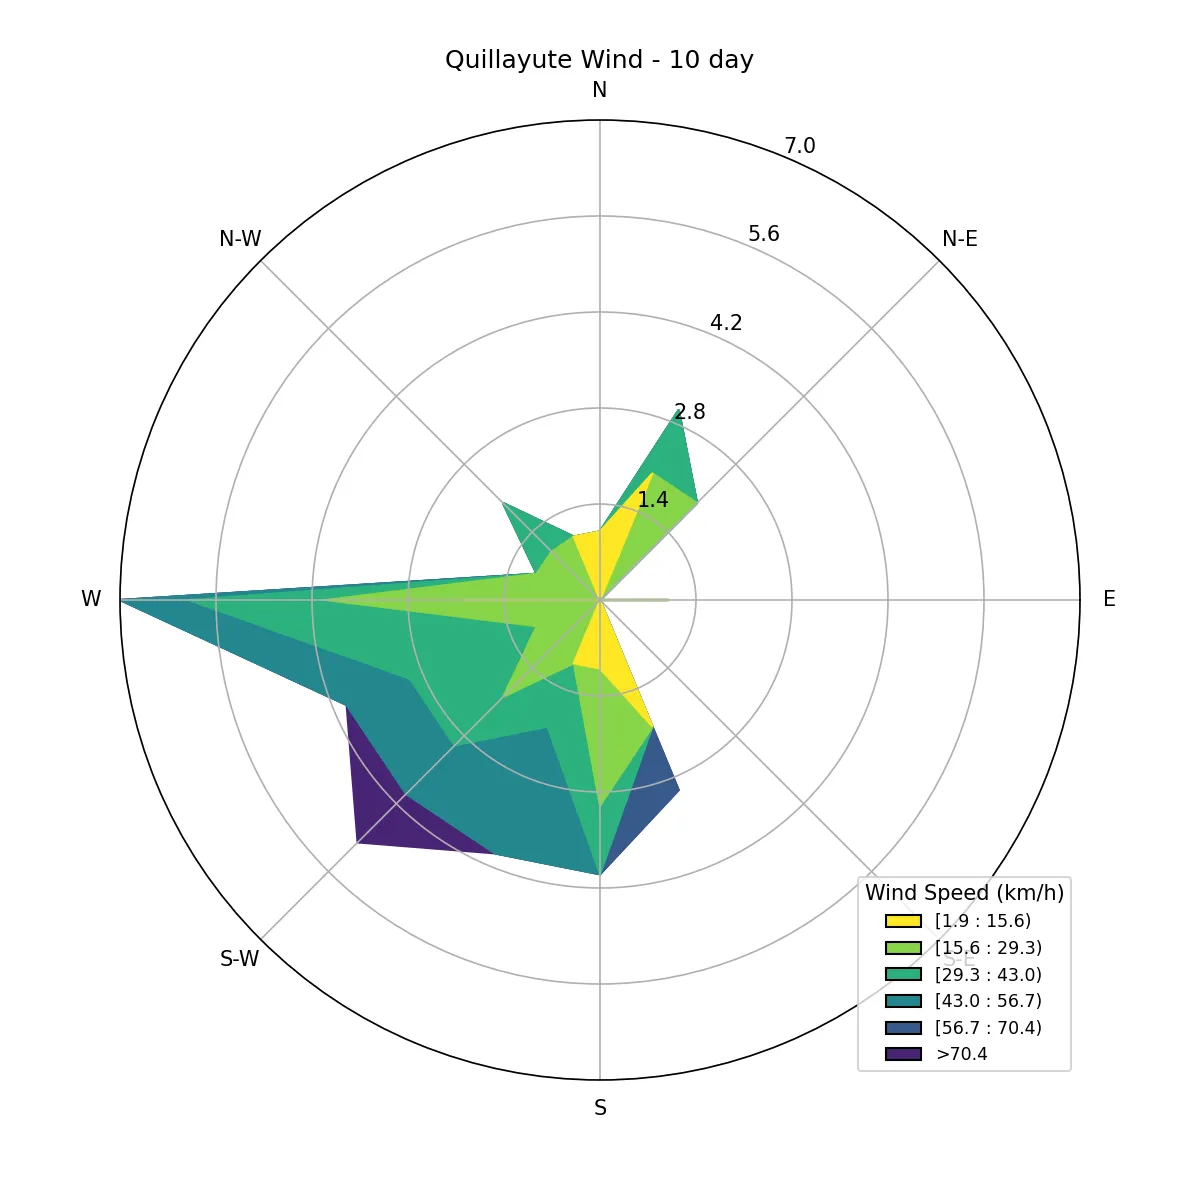 Quillayute Wind - 10 day
N
7.0
N-W
5.6
N-E
4.2
2.8
1.4
W
E
S-W
S-E
S
Wind Speed (km/h)
[1.9 : 15.6)
[15.6 : 29.3)
[29.3 : 43.0)
[43.0 : 56.7)
[56.7 : 70.4)
>70.4